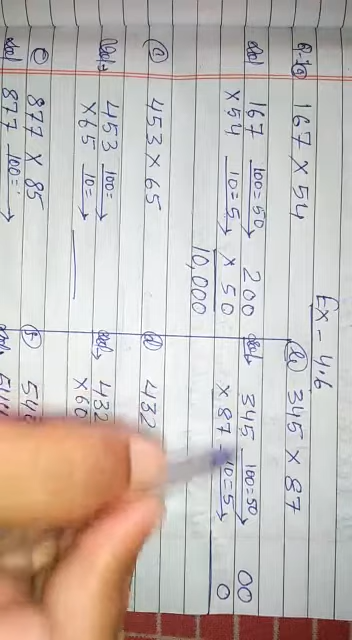 Ex - 4.6
Q.1 a 167 × 54
b 345 × 87
Sol 167 100=50 → 200
× 54 10=5 → × 50
10,000
Sol 345 100=50 → 00
× 87 10=5 → 0
c 453 × 65
d 432
Sol 453 100= →
× 65 10= →
Sol 432
× 60
e 877 × 85
f 54
Sol 877 100= →
Sol 54